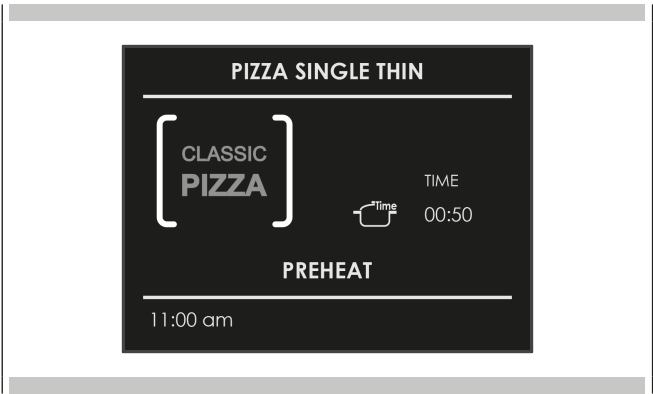 PIZZA SINGLE THIN
CLASSIC
PIZZA
TIME
Time
00:50
PREHEAT
11:00 am